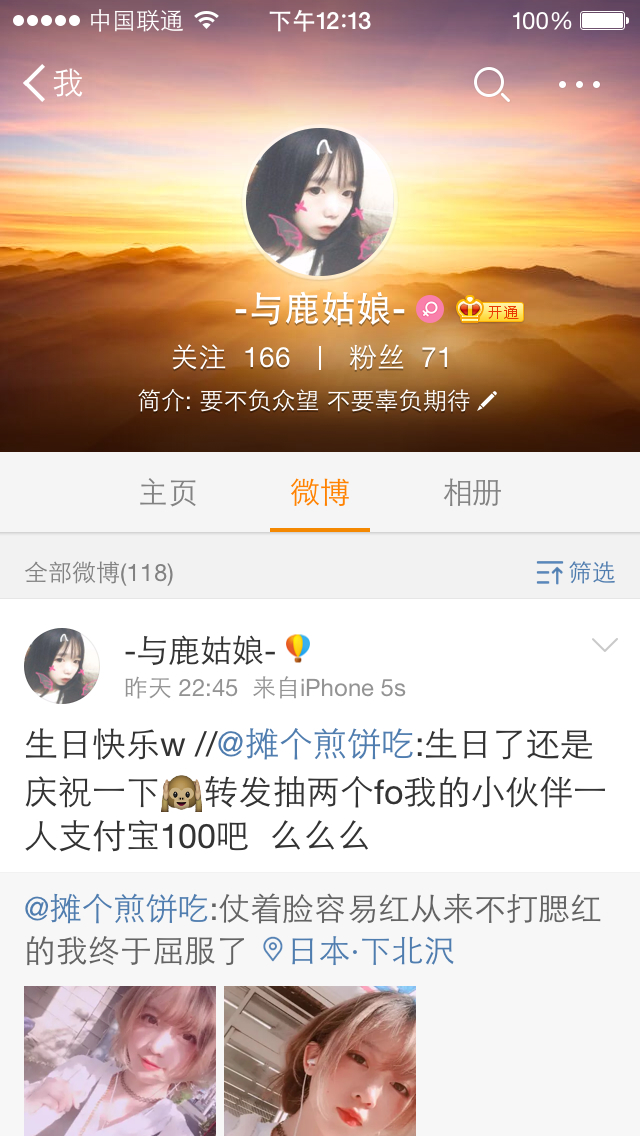 中国联通 下午12:13 100%
我
-与鹿姑娘- 开通
关注 166 | 粉丝 71
简介: 要不负众望 不要辜负期待
主页 微博 相册
全部微博(118) 筛选
-与鹿姑娘-
昨天 22:45 来自iPhone 5s
生日快乐w //@摊个煎饼吃:生日了还是
庆祝一下🙉转发抽两个fo我的小伙伴一
人支付宝100吧 么么么
@摊个煎饼吃:仗着脸容易红从来不打腮红
的我终于屈服了 日本·下北沢